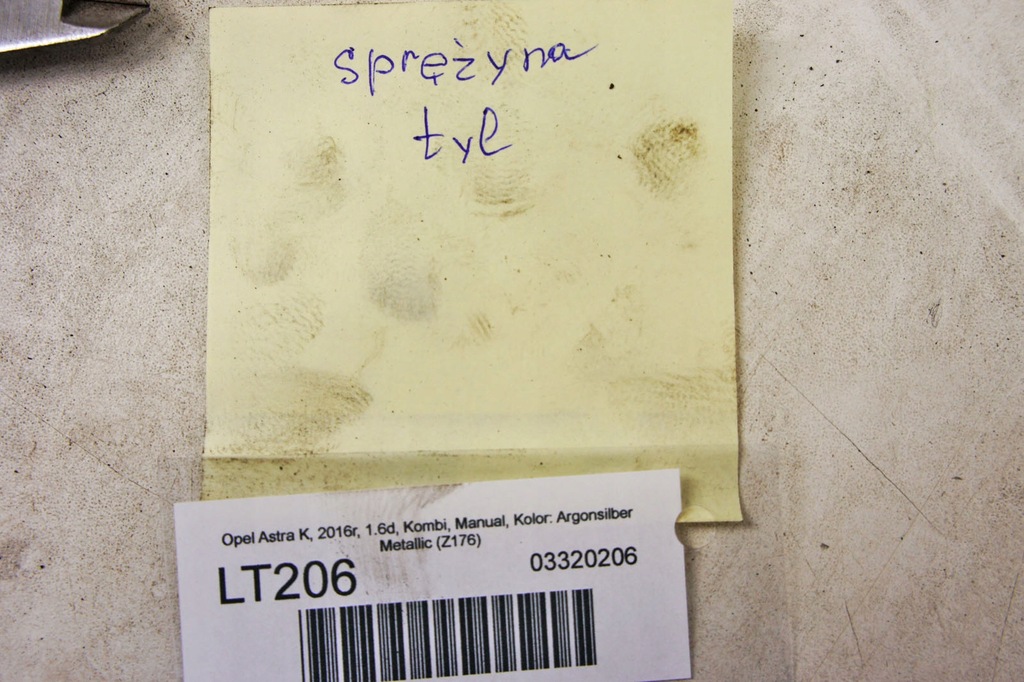 sprężyna
tyl
Opel Astra K, 2016r, 1.6d, Kombi, Manual, Kolor: Argonsilber
Metallic (Z176)
LT206 03320206